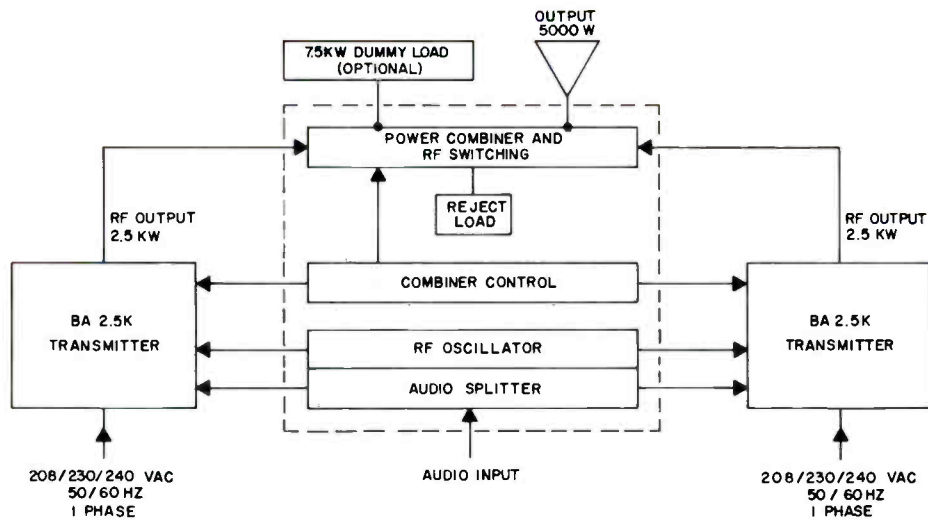 OUTPUT
5000 W
7.5KW DUMMY LOAD
(OPTIONAL)
POWER COMBINER AND
RF SWITCHING
REJECT
LOAD
RF OUTPUT
2.5 KW
RF OUTPUT
2.5 KW
COMBINER CONTROL
BA 2.5K
TRANSMITTER
BA 2.5K
TRANSMITTER
RF OSCILLATOR
AUDIO SPLITTER
208/230/240 VAC
50/60 HZ
1 PHASE
AUDIO INPUT
208/230/240 VAC
50/60 HZ
1 PHASE